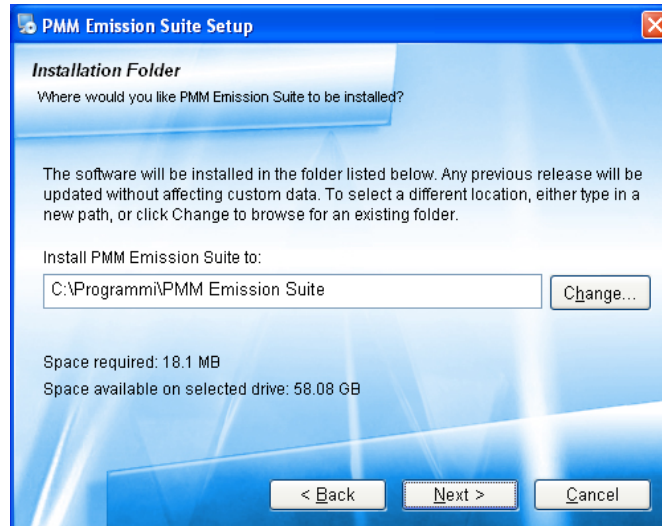 PMM Emission Suite Setup
Installation Folder
Where would you like PMM Emission Suite to be installed?
The software will be installed in the folder listed below. Any previous release will be
updated without affecting custom data. To select a different location, either type in a
new path, or click Change to browse for an existing folder.
Install PMM Emission Suite to:
C:\Programmi\PMM Emission Suite
Change...
Space required: 18.1 MB
Space available on selected drive: 58.08 GB
< Back
Next >
Cancel